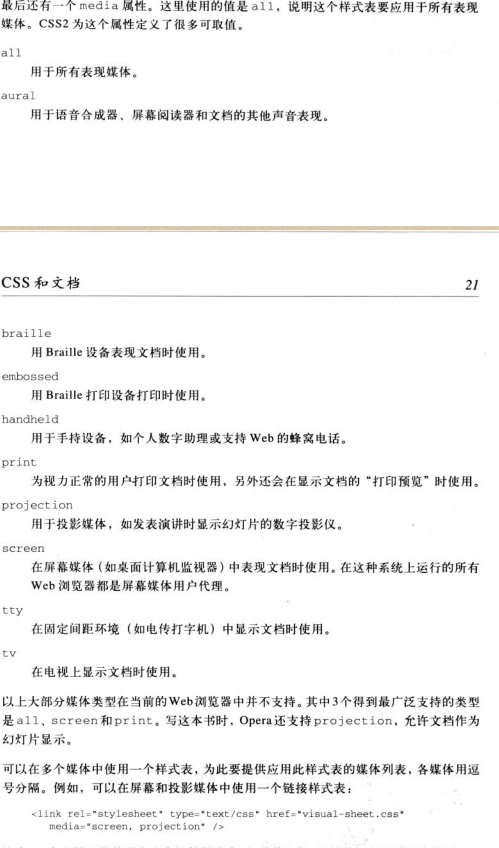 最后还有一个 media 属性。这里使用的值是 all，说明这个样式表要应用于所有表现
媒体。CSS2 为这个属性定义了很多可取值。
all
用于所有表现媒体。
aural
用于语音合成器、屏幕阅读器和文档的其他声音表现。
CSS 和文档 21
braille
用 Braille 设备表现文档时使用。
embossed
用 Braille 打印设备打印时使用。
handheld
用于手持设备，如个人数字助理或支持 Web 的蜂窝电话。
print
为视力正常的用户打印文档时使用，另外还会在显示文档的“打印预览”时使用。
projection
用于投影媒体，如发表演讲时显示幻灯片的数字投影仪。
screen
在屏幕媒体（如桌面计算机监视器）中表现文档时使用。在这种系统上运行的所有
Web 浏览器都是屏幕媒体用户代理。
tty
在固定间距环境（如电传打字机）中显示文档时使用。
tv
在电视上显示文档时使用。
以上大部分媒体类型在当前的Web浏览器中并不支持。其中3个得到最广泛支持的类型
是all、screen和print。写这本书时，Opera还支持projection，允许文档作为
幻灯片显示。
可以在多个媒体中使用一个样式表，为此要提供应用此样式表的媒体列表，各媒体用逗
号分隔。例如，可以在屏幕和投影媒体中使用一个链接样式表：
<link rel="stylesheet" type="text/css" href="visual-sheet.css"
media="screen, projection" />